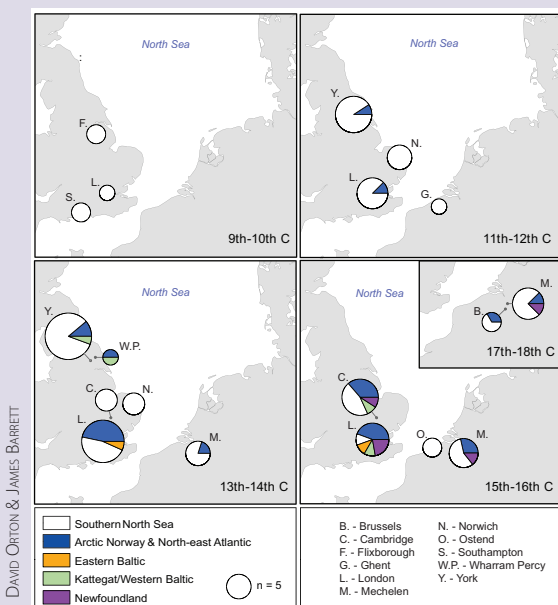 North Sea
:
F.
L.
S.
9th-10th C
North Sea
Y.
N.
L.
G.
11th-12th C
North Sea
Y.
W.P.
C.
N.
L.
M.
13th-14th C
North Sea
M.
B.
17th-18th C
C.
L.
O.
M.
15th-16th C
Southern North Sea
Arctic Norway & North-east Atlantic
Eastern Baltic
Kattegat/Western Baltic
Newfoundland
n = 5
B. - Brussels
C. - Cambridge
F. - Flixborough
G. - Ghent
L. - London
M. - Mechelen
N. - Norwich
O. - Ostend
S. - Southampton
W.P. - Wharram Percy
Y. - York
DAVID ORTON & JAMES BARRETT